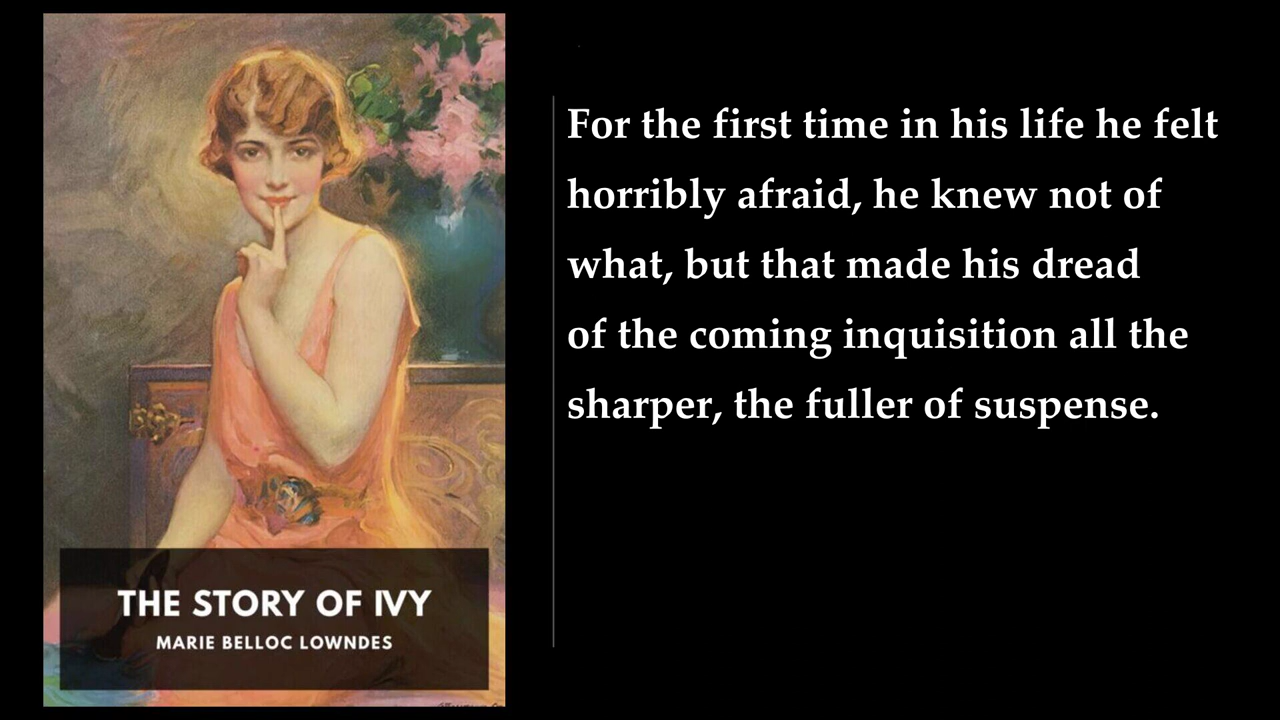 For the first time in his life he felt
horribly afraid, he knew not of
what, but that made his dread
of the coming inquisition all the
sharper, the fuller of suspense.
THE STORY OF IVY
MARIE BELLOC LOWNDES